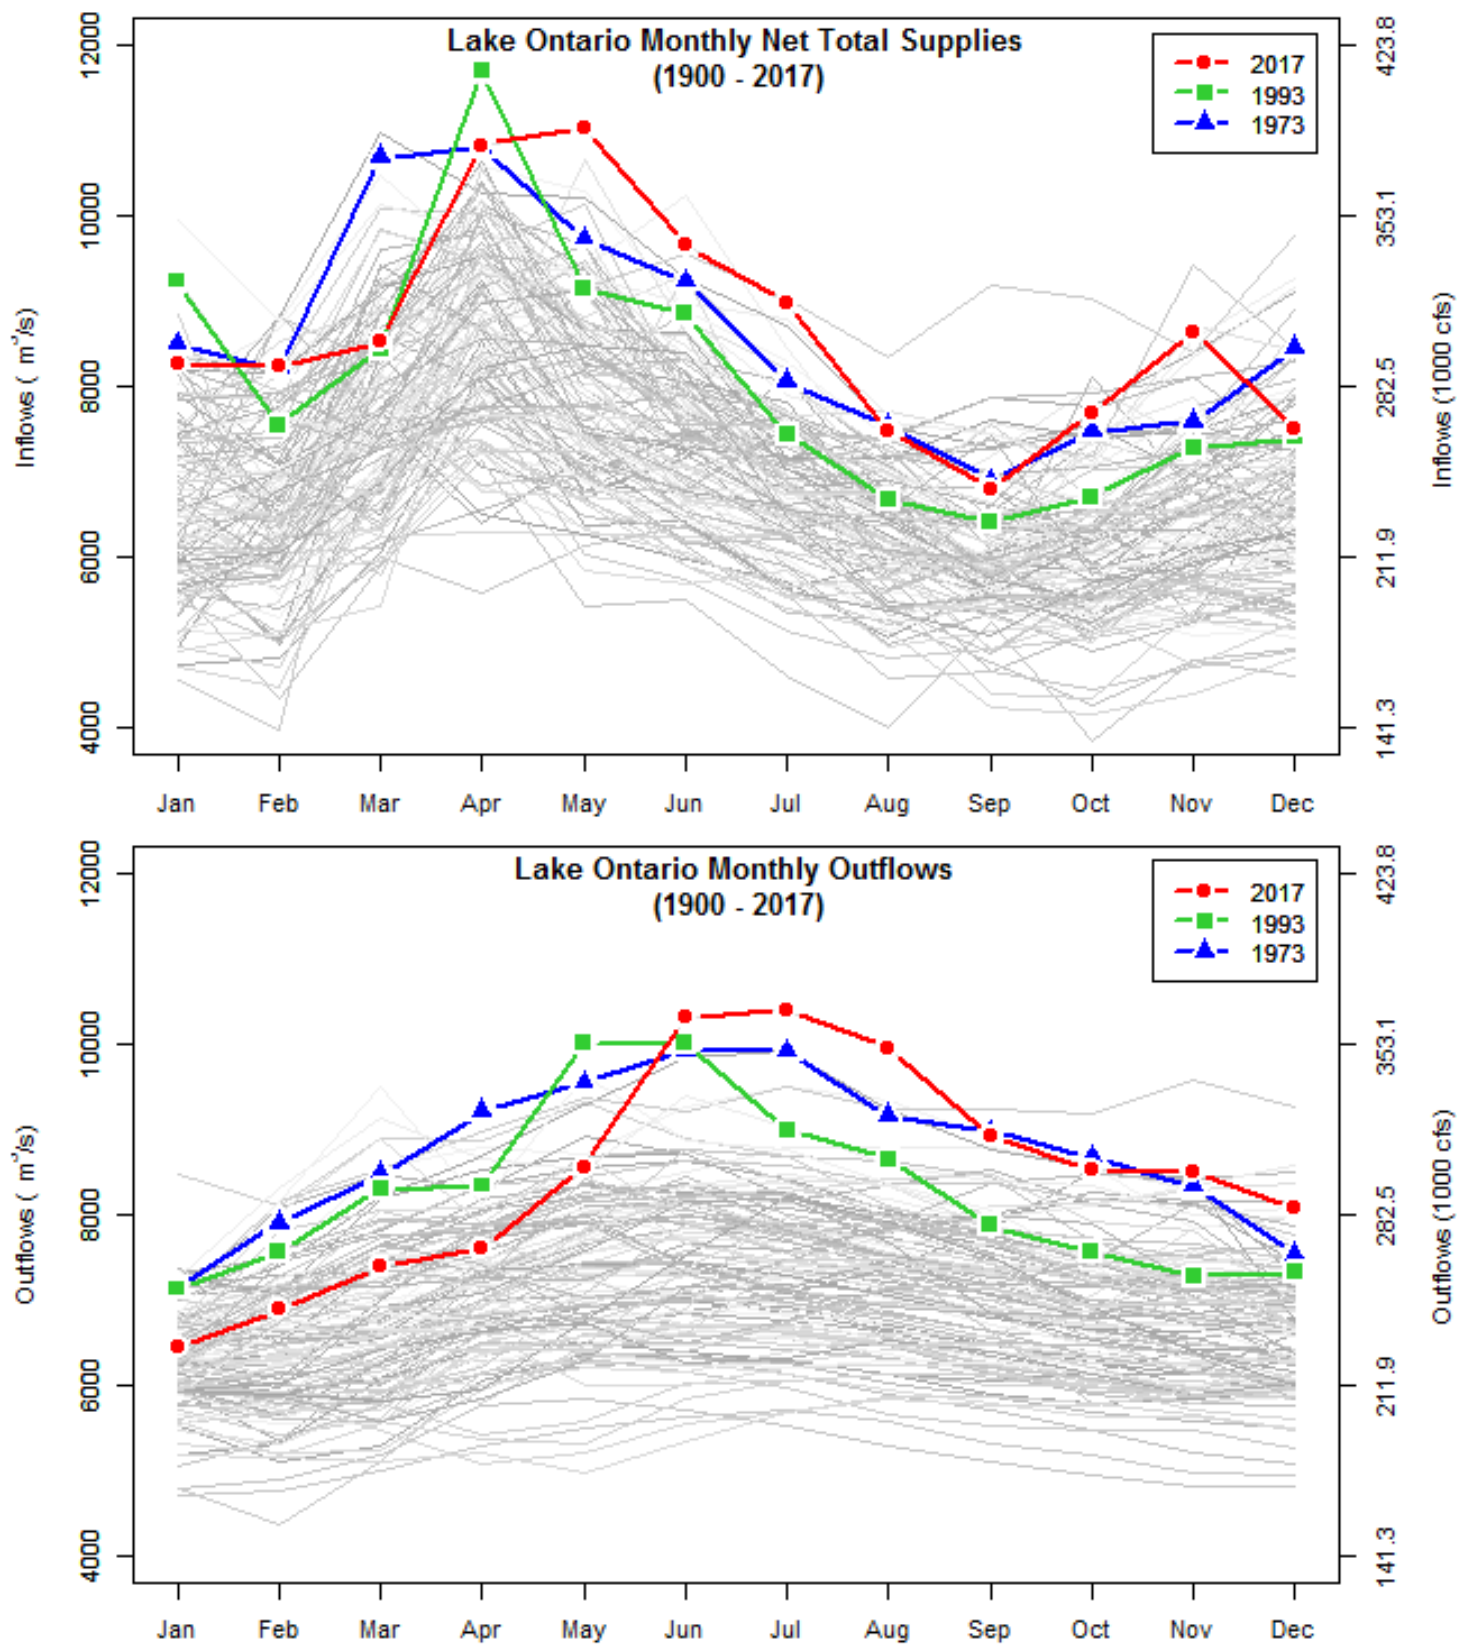 Lake Ontario Monthly Net Total Supplies
(1900 - 2017)
2017
1993
1973
Inflows ( m³/s)
12000
10000
8000
6000
4000
423.8
353.1
282.5
211.9
141.3
Inflows (1000 cfs)
Jan Feb Mar Apr May Jun Jul Aug Sep Oct Nov Dec
Lake Ontario Monthly Outflows
(1900 - 2017)
2017
1993
1973
Outflows ( m³/s)
12000
10000
8000
6000
4000
423.8
353.1
282.5
211.9
141.3
Outflows (1000 cfs)
Jan Feb Mar Apr May Jun Jul Aug Sep Oct Nov Dec